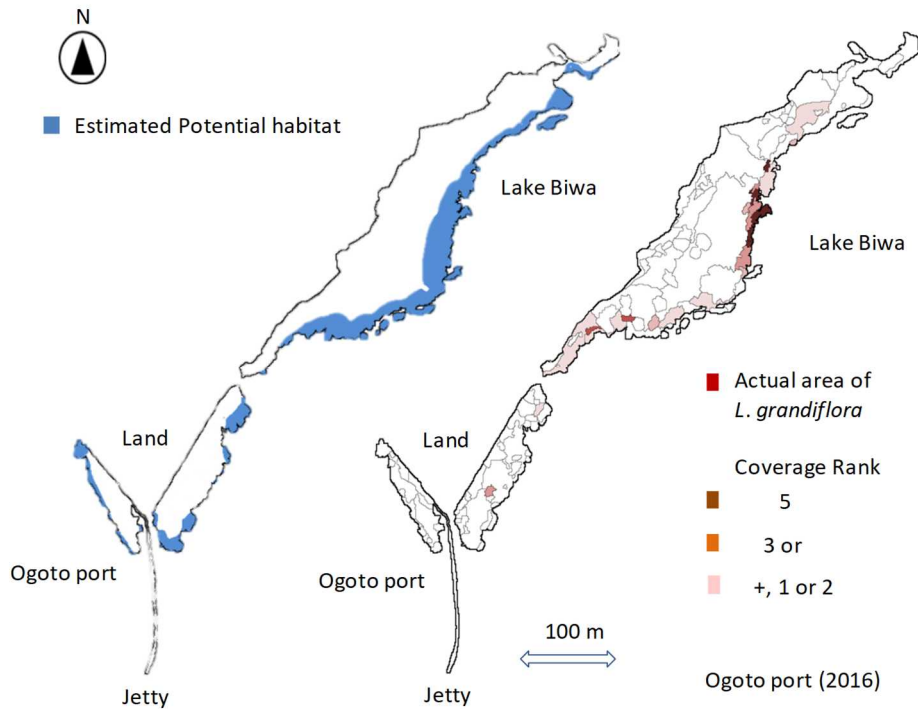 N
Estimated Potential habitat
Lake Biwa
Land
Ogoto port
Jetty
Lake Biwa
Land
Ogoto port
Jetty
100 m
Actual area of
L. grandiflora
Coverage Rank
5
3 or
+, 1 or 2
Ogoto port (2016)